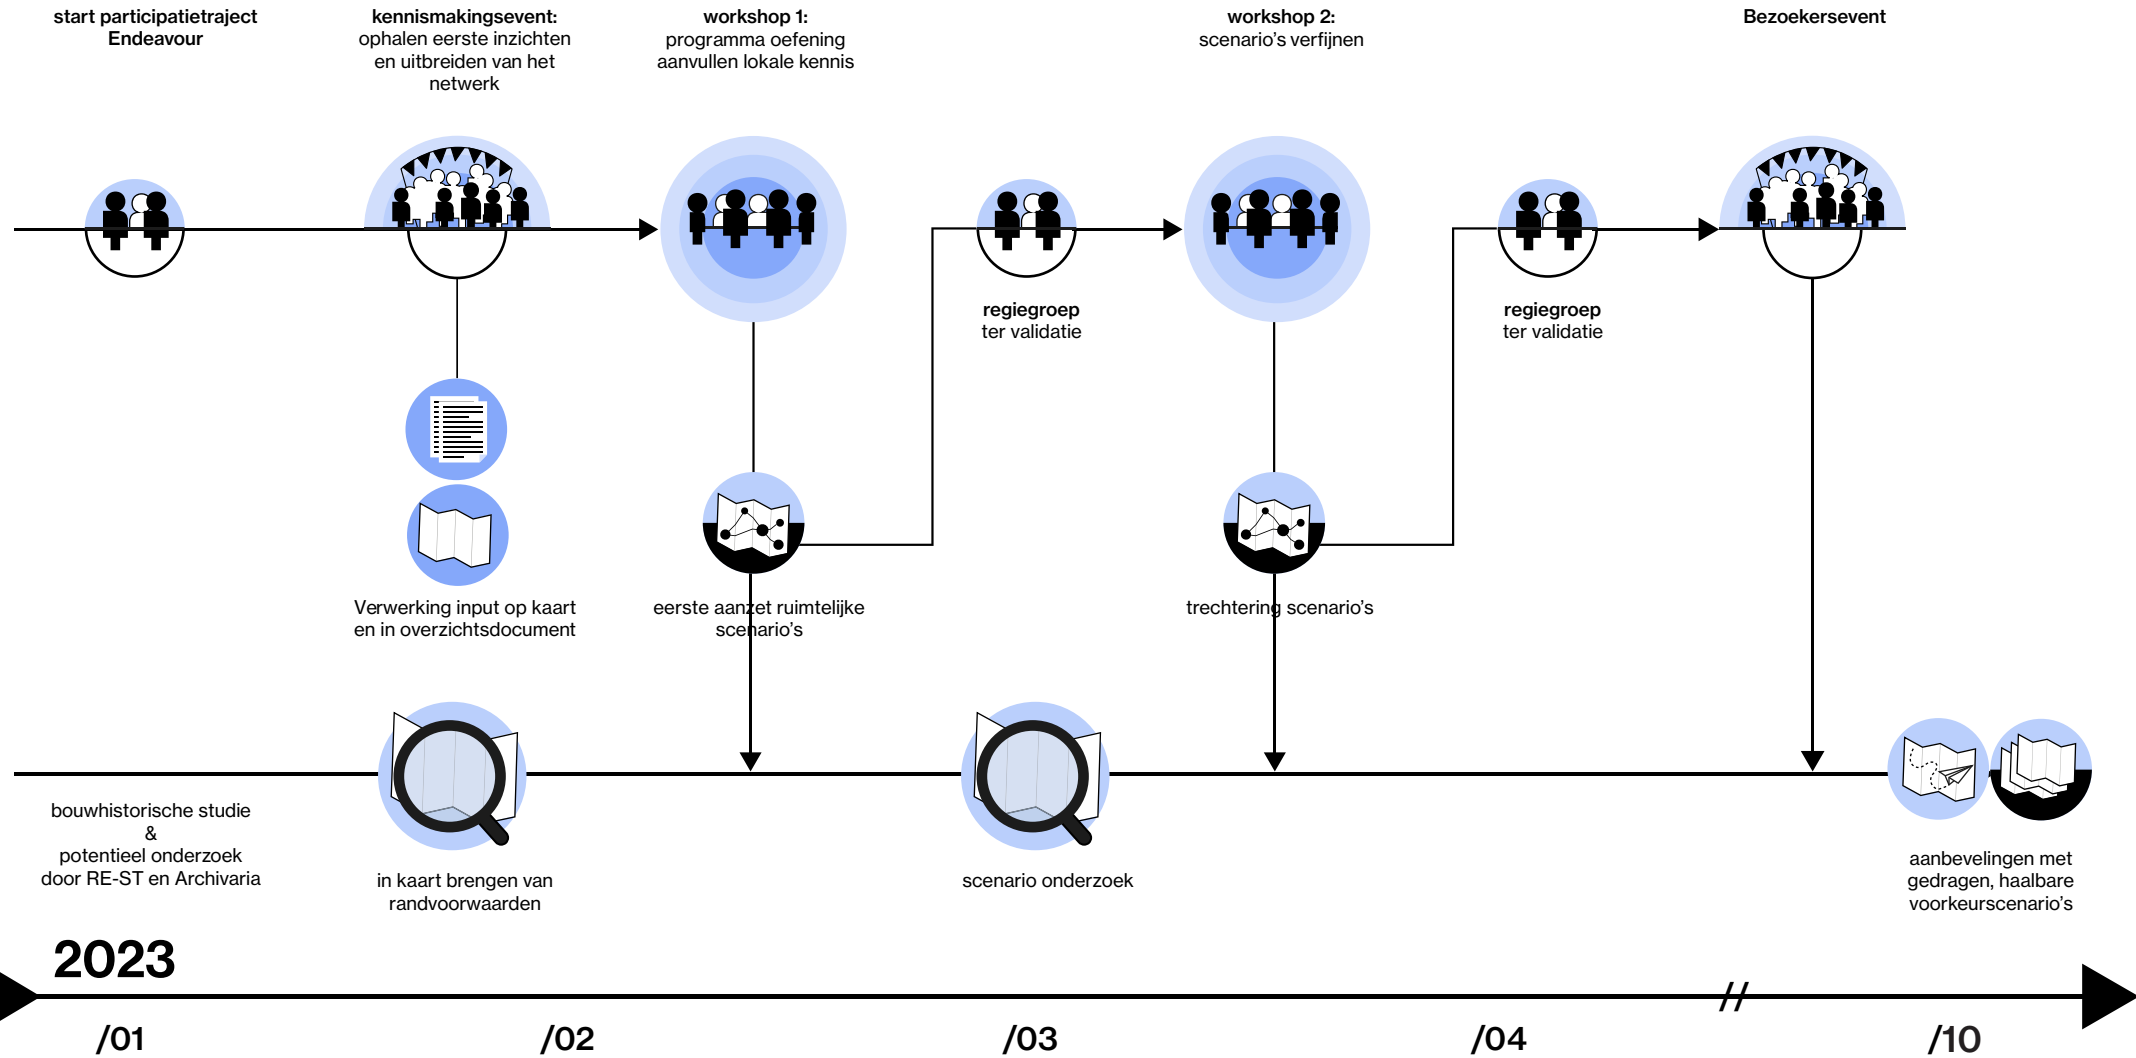 start participatietraject
Endeavour
kennismakingsevent:
ophalen eerste inzichten
en uitbreiden van het
netwerk
workshop 1:
programma oefening
aanvullen lokale kennis
workshop 2:
scenario's verfijnen
Bezoekersevent
regiegroep
ter validatie
regiegroep
ter validatie
Verwerking input op kaart
en in overzichtsdocument
eerste aanzet ruimtelijke
scenario's
trechtering scenario's
bouwhistorische studie
&
potentieel onderzoek
door RE-ST en Archivaria
in kaart brengen van
randvoorwaarden
scenario onderzoek
aanbevelingen met
gedragen, haalbare
voorkeurscenario's
2023
//
/01
/02
/03
/04
/10